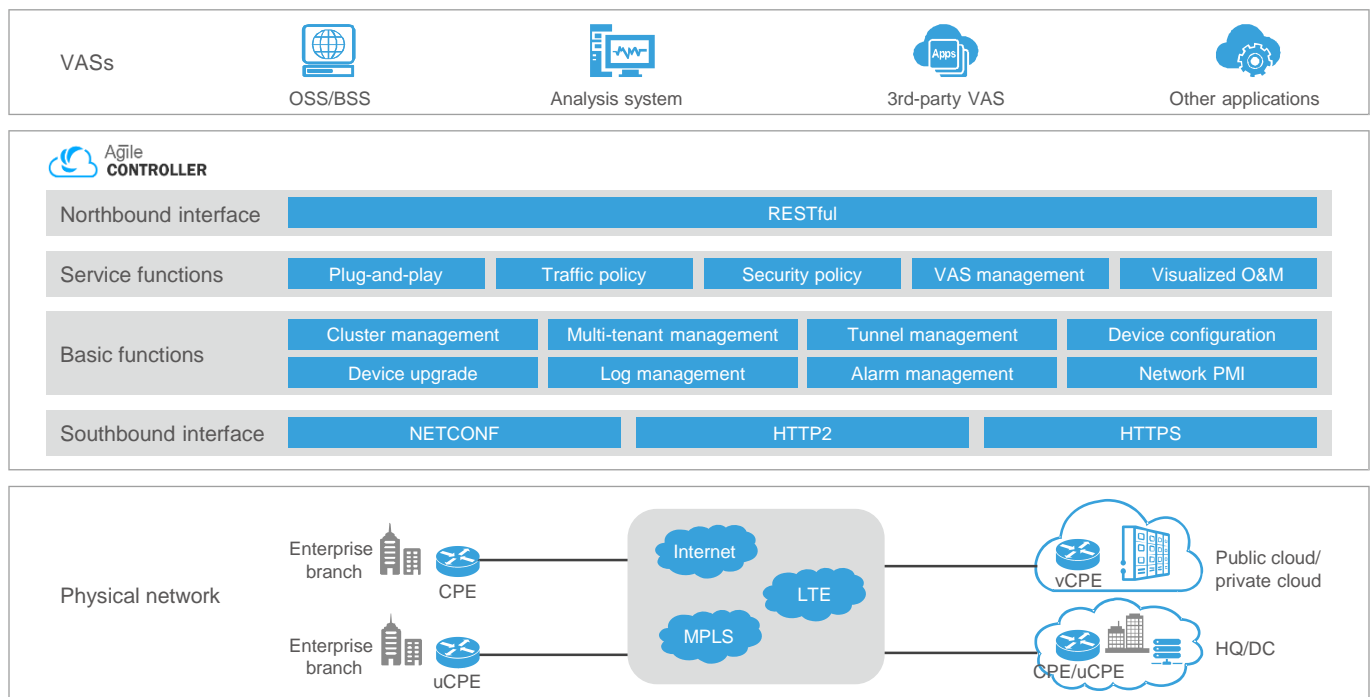 VASs
OSS/BSS
Analysis system
Apps
3rd-party VAS
Other applications
Agile
CONTROLLER
Northbound interface
RESTful
Service functions
Plug-and-play
Traffic policy
Security policy
VAS management
Visualized O&M
Basic functions
Cluster management
Multi-tenant management
Tunnel management
Device configuration
Device upgrade
Log management
Alarm management
Network PMI
Southbound interface
NETCONF
HTTP2
HTTPS
Physical network
Enterprise
branch
CPE
Internet
LTE
MPLS
vCPE
Public cloud/
private cloud
Enterprise
branch
uCPE
CPE/uCPE
HQ/DC